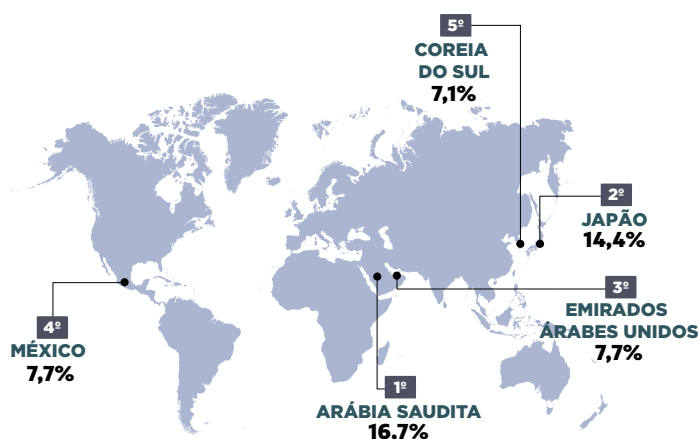 5º
COREIA
DO SUL
7,1%
2º
JAPÃO
14,4%
3º
EMIRADOS
ÁRABES UNIDOS
7,7%
4º
MÉXICO
7,7%
1º
ARÁBIA SAUDITA
16,7%